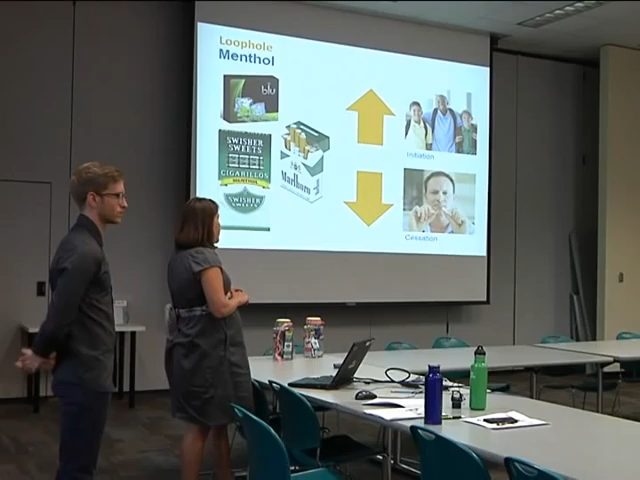 Loophole
Menthol
blu
SWISHER
SWEETS
CIGARILLOS
MENTHOL
SWISHER
SWEETS
Marlboro
Initiation
Cessation